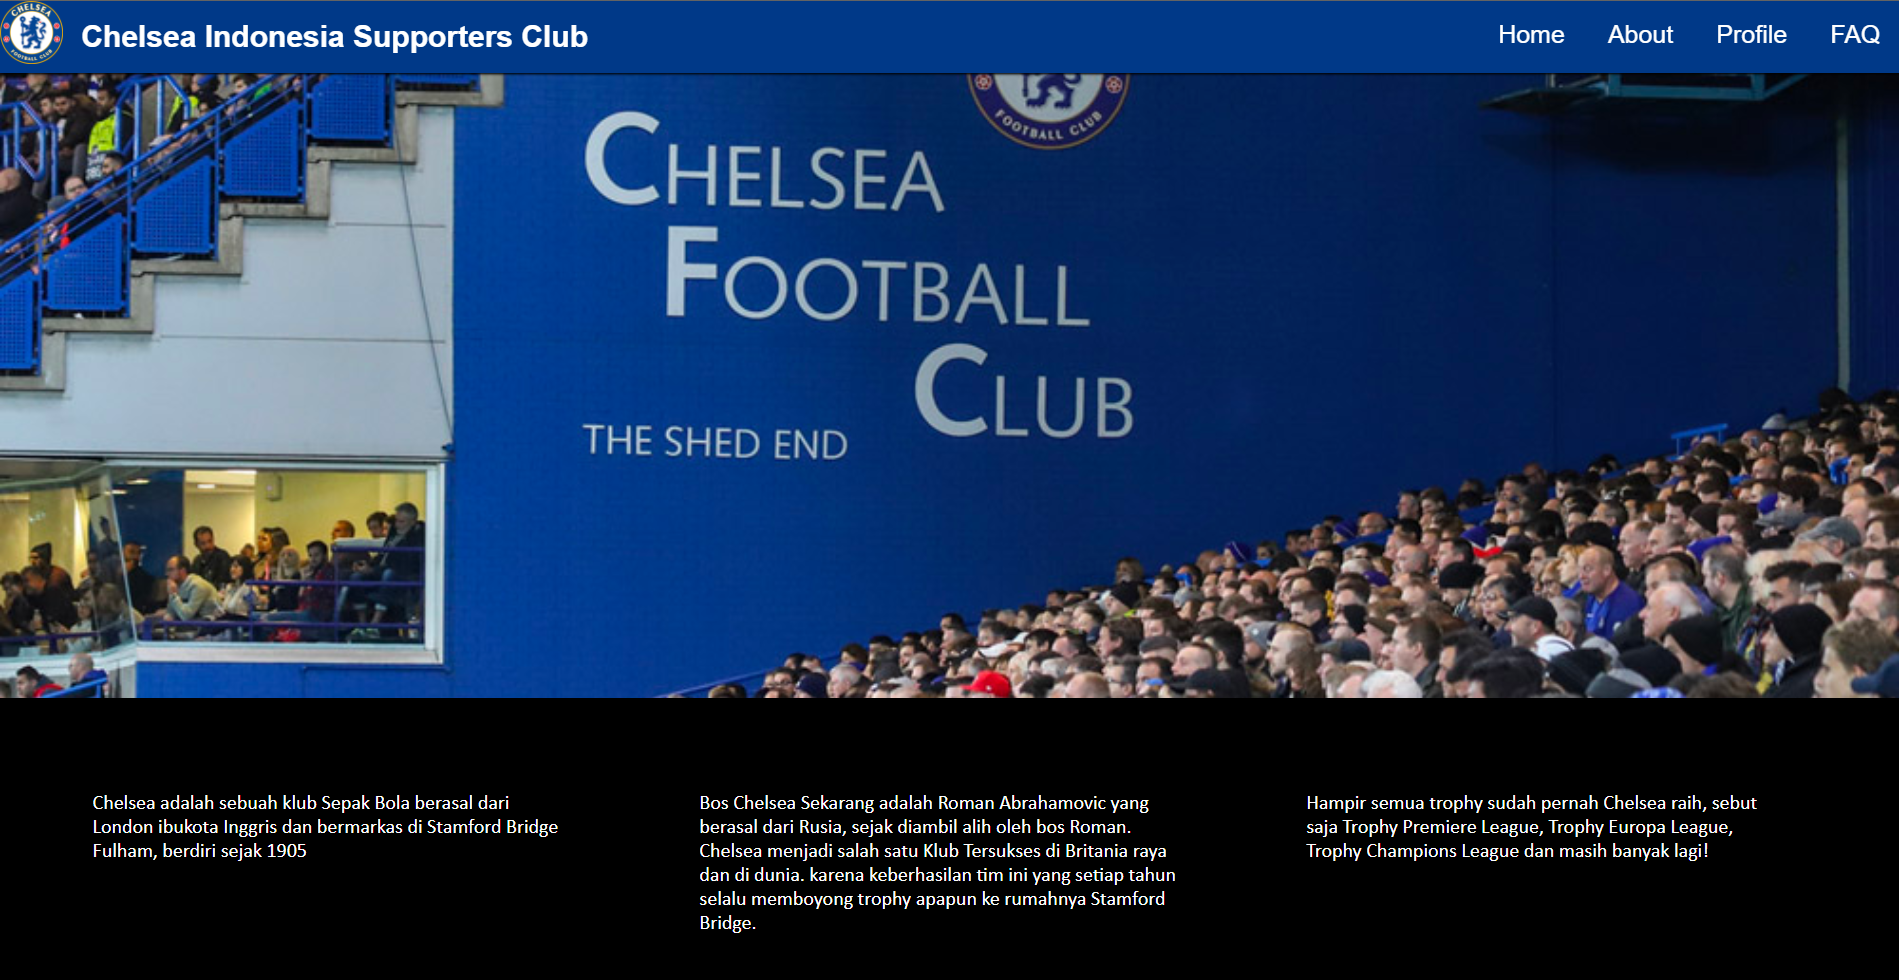 CHELSEA
FOOTBALL CLUB
Chelsea Indonesia Supporters Club
Home
About
Profile
FAQ
FOOTBALL CLUB
CHELSEA
FOOTBALL
CLUB
THE SHED END
Chelsea adalah sebuah klub Sepak Bola berasal dari
London ibukota Inggris dan bermarkas di Stamford Bridge
Fulham, berdiri sejak 1905
Bos Chelsea Sekarang adalah Roman Abrahamovic yang
berasal dari Rusia, sejak diambil alih oleh bos Roman.
Chelsea menjadi salah satu Klub Tersukses di Britania raya
dan di dunia. karena keberhasilan tim ini yang setiap tahun
selalu memboyong trophy apapun ke rumahnya Stamford
Bridge.
Hampir semua trophy sudah pernah Chelsea raih, sebut
saja Trophy Premiere League, Trophy Europa League,
Trophy Champions League dan masih banyak lagi!